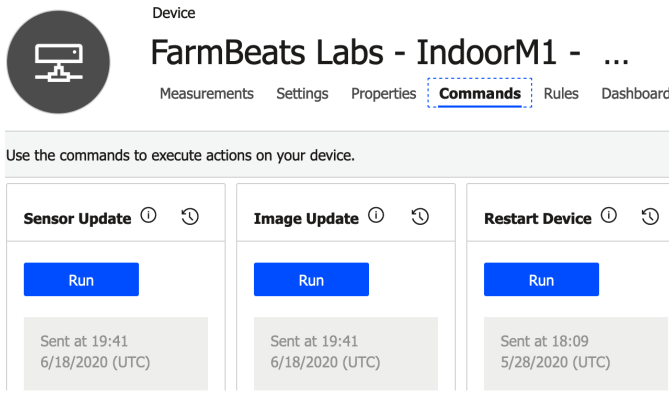 Device
FarmBeats Labs - IndoorM1 - ...
Measurements Settings Properties Commands Rules Dashboard
Use the commands to execute actions on your device.
Sensor Update
Run
Sent at 19:41
6/18/2020 (UTC)
Image Update
Run
Sent at 19:41
6/18/2020 (UTC)
Restart Device
Run
Sent at 18:09
5/28/2020 (UTC)